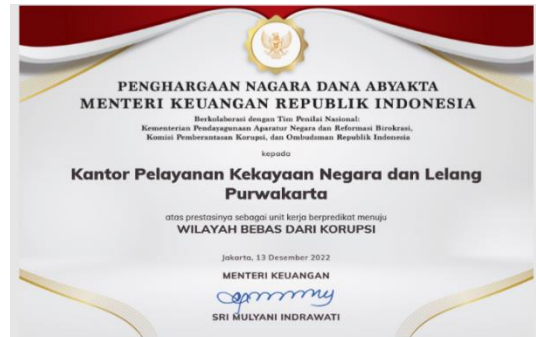 PENGHARGAAN NAGARA DANA ABYAKTA
MENTERI KEUANGAN REPUBLIK INDONESIA
Berkolaborasi dengan Tim Penilai Nasional:
Kementerian Pendayagunaan Aparatur Negara dan Reformasi Birokrasi,
Komisi Pemberantasan Korupsi, dan Ombudsman Republik Indonesia
kepada
Kantor Pelayanan Kekayaan Negara dan Lelang
Purwakarta
atas prestasinya sebagai unit kerja berpredikat menuju
WILAYAH BEBAS DARI KORUPSI
Jakarta, 13 Desember 2022
MENTERI KEUANGAN
SRI MULYANI INDRAWATI